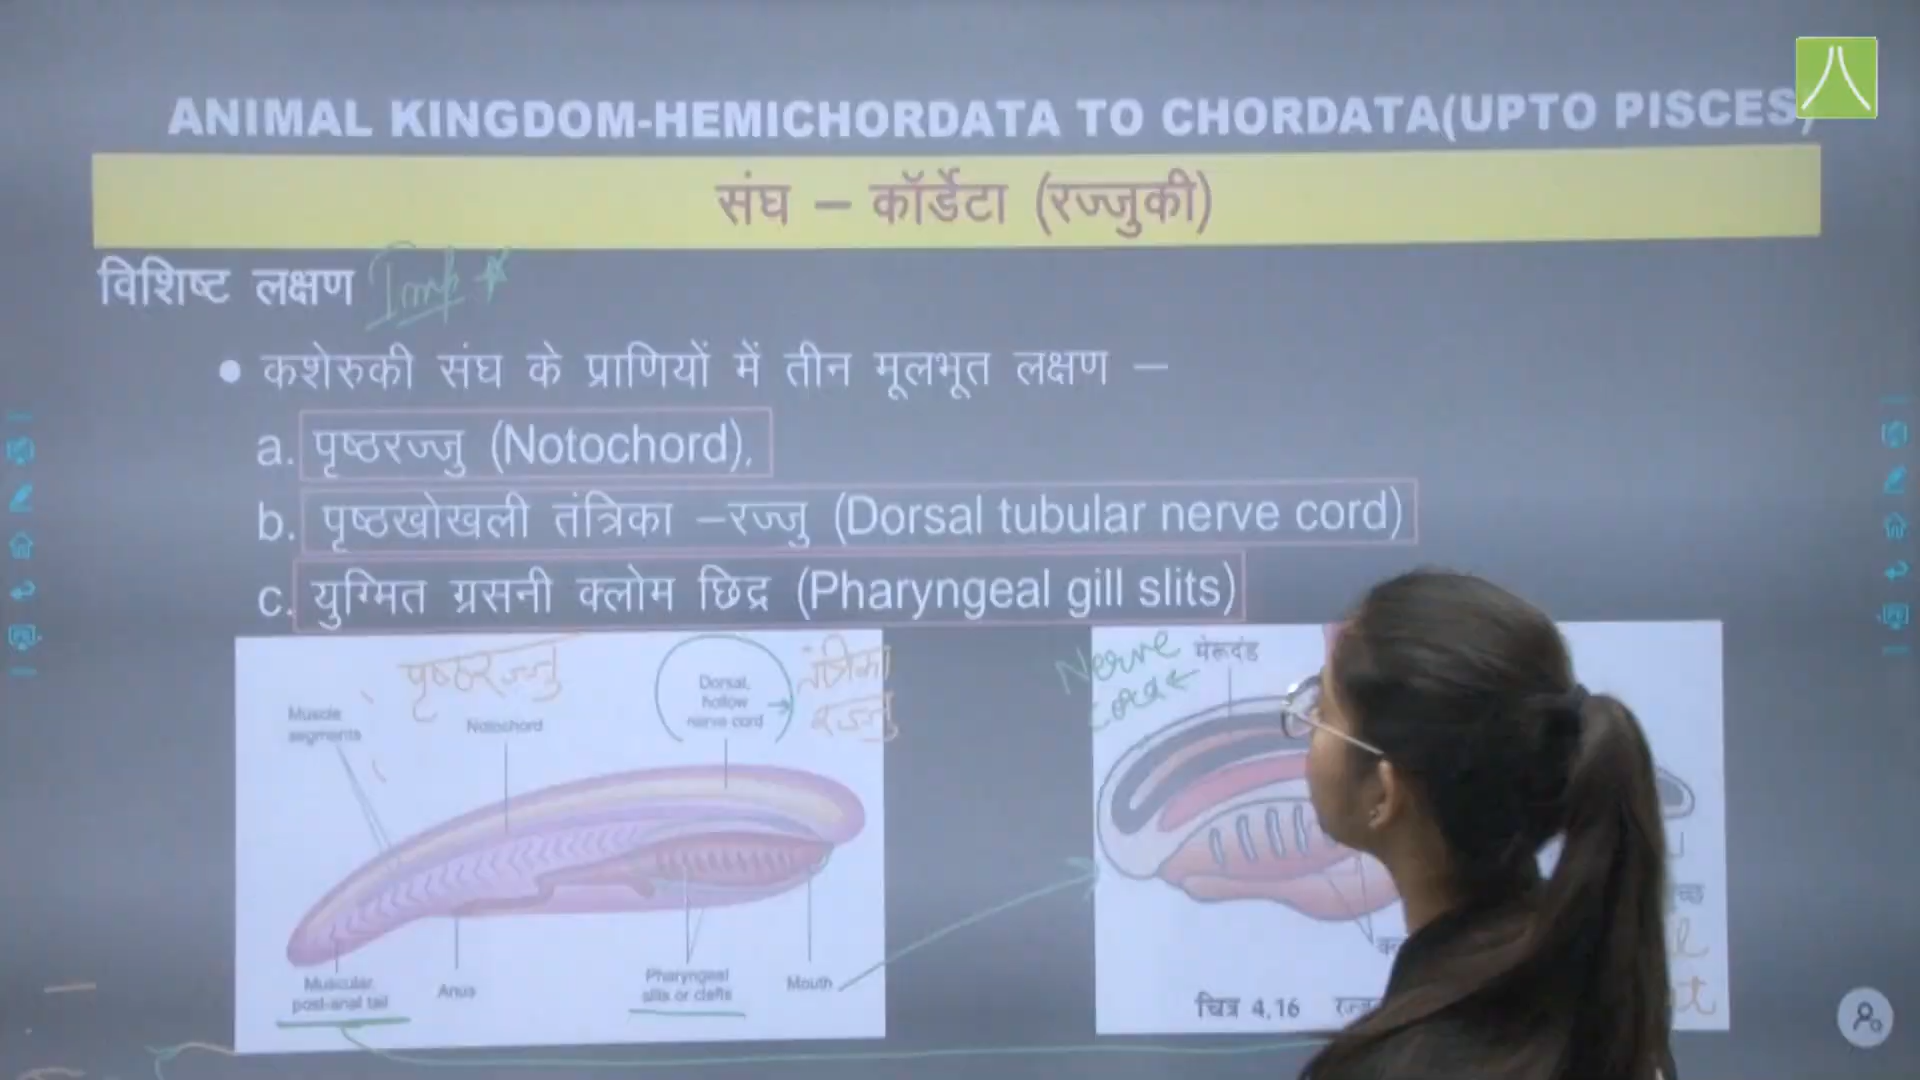 ANIMAL KINGDOM-HEMICHORDATA TO CHORDATA(UPTO PISCES)
संघ – कॉर्डेटा (रज्जुकी)
विशिष्ट लक्षण Imp
● कशेरुकी संघ के प्राणियों में तीन मूलभूत लक्षण –
a. पृष्ठरज्जु (Notochord),
b. पृष्ठखोखली तंत्रिका –रज्जु (Dorsal tubular nerve cord)
c. युग्मित ग्रसनी क्लोम छिद्र (Pharyngeal gill slits)
पृष्ठरज्जु
Muscle
segments
Notochord
Dorsal,
hollow
nerve cord
तंत्रिका
रज्जु
Muscular
post-anal tail
Anus
Pharyngeal
slits or clefts
Mouth
Nerve
मेरूदंड
चित्र 4.16